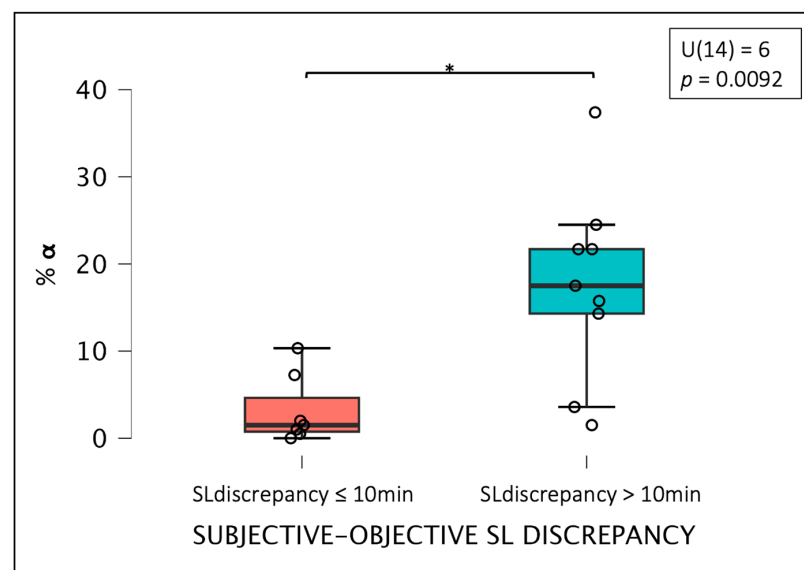 U(14) = 6
p = 0.0092
*
40
30
20
10
0
% α
SLdiscrepancy ≤ 10min
SLdiscrepancy > 10min
SUBJECTIVE–OBJECTIVE SL DISCREPANCY